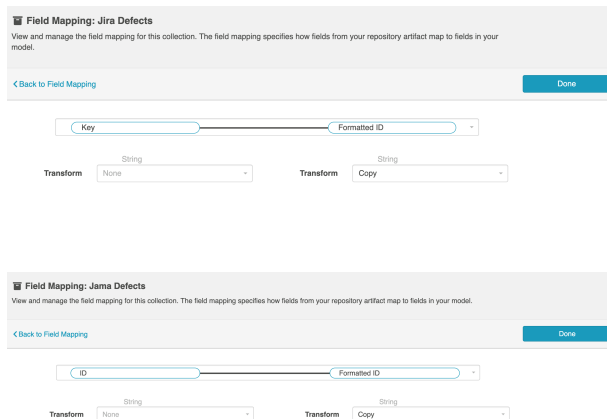 Field Mapping: Jira Defects
View and manage the field mapping for this collection. The field mapping specifies how fields from your repository artifact map to fields in your
model.
Back to Field Mapping
Done
Key Formatted ID
String String
Transform None Transform Copy
Field Mapping: Jama Defects
View and manage the field mapping for this collection. The field mapping specifies how fields from your repository artifact map to fields in your model.
Back to Field Mapping
Done
ID Formatted ID
String String
Transform None Transform Copy